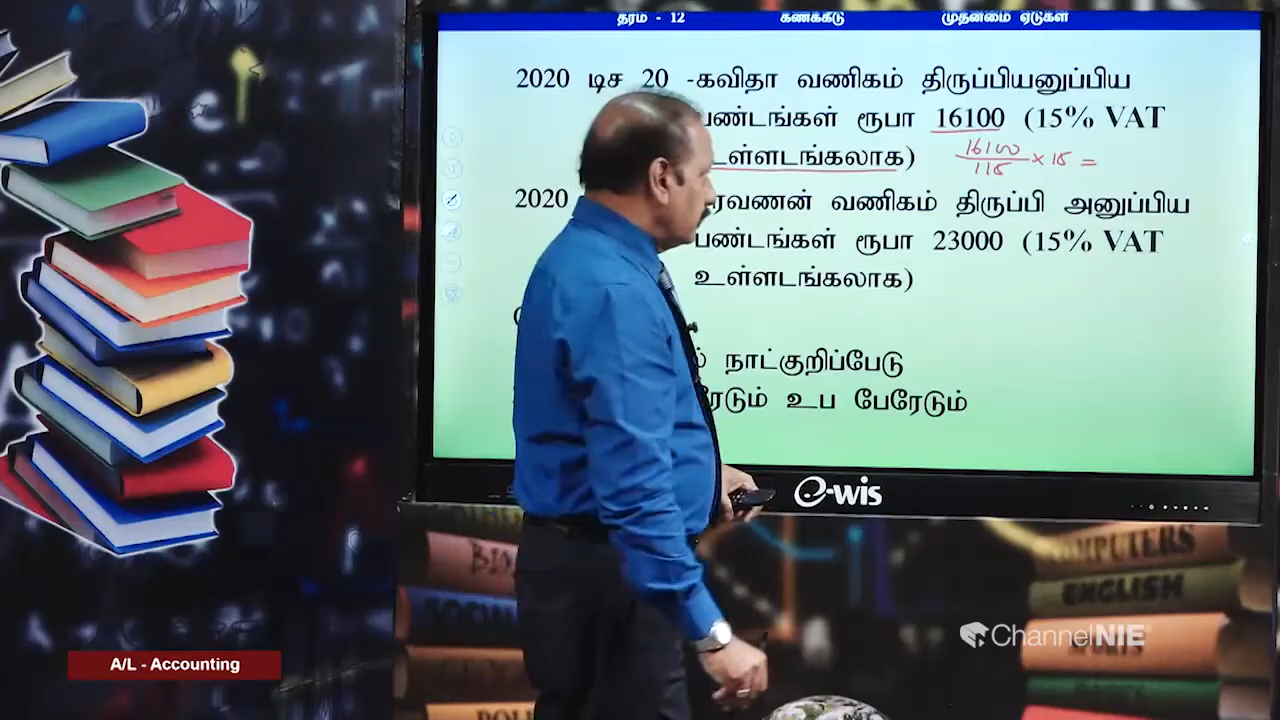 தரம் - 12 கணக்கீடு முதன்மை ஏடுகள்
2020 டிச 20 -கவிதா வணிகம் திருப்பியனுப்பிய
பண்டங்கள் ரூபா 16100 (15% VAT
உள்ளடங்கலாக)
16100
115 × 15 =
2020 வணிகம் திருப்பி அனுப்பிய
பண்டங்கள் ரூபா 23000 (15% VAT
உள்ளடங்கலாக)
நாட்குறிப்பேடு
உப பேரேடும்
e-wis
COMPUTERS
ENGLISH
ChannelNIE
A/L - Accounting